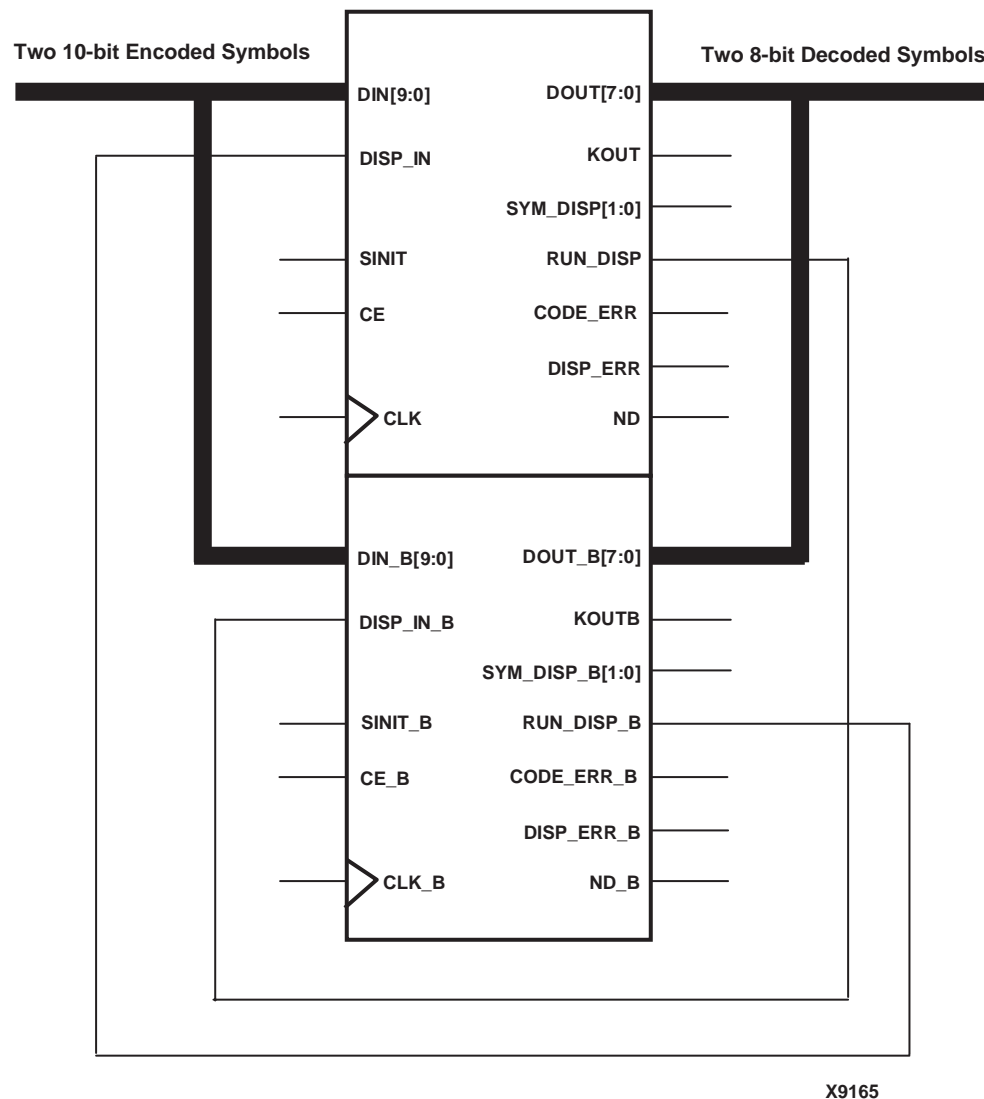 Two 10-bit Encoded Symbols
Two 8-bit Decoded Symbols
DIN[9:0]
DOUT[7:0]
DISP_IN
KOUT
SYM_DISP[1:0]
SINIT
RUN_DISP
CE
CODE_ERR
DISP_ERR
CLK
ND
DIN_B[9:0]
DOUT_B[7:0]
DISP_IN_B
KOUTB
SYM_DISP_B[1:0]
SINIT_B
RUN_DISP_B
CE_B
CODE_ERR_B
DISP_ERR_B
CLK_B
ND_B
X9165